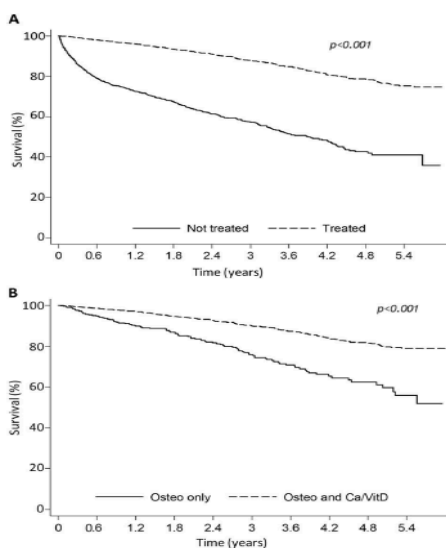 A
p<0.001
100
80
60
40
20
0
Survival (%)
Not treated Treated
0 0.6 1.2 1.8 2.4 3 3.6 4.2 4.8 5.4
Time (years)
B
p<0.001
100
80
60
40
20
0
Survival (%)
Osteo only Osteo and Ca/VitD
0 0.6 1.2 1.8 2.4 3 3.6 4.2 4.8 5.4
Time (years)